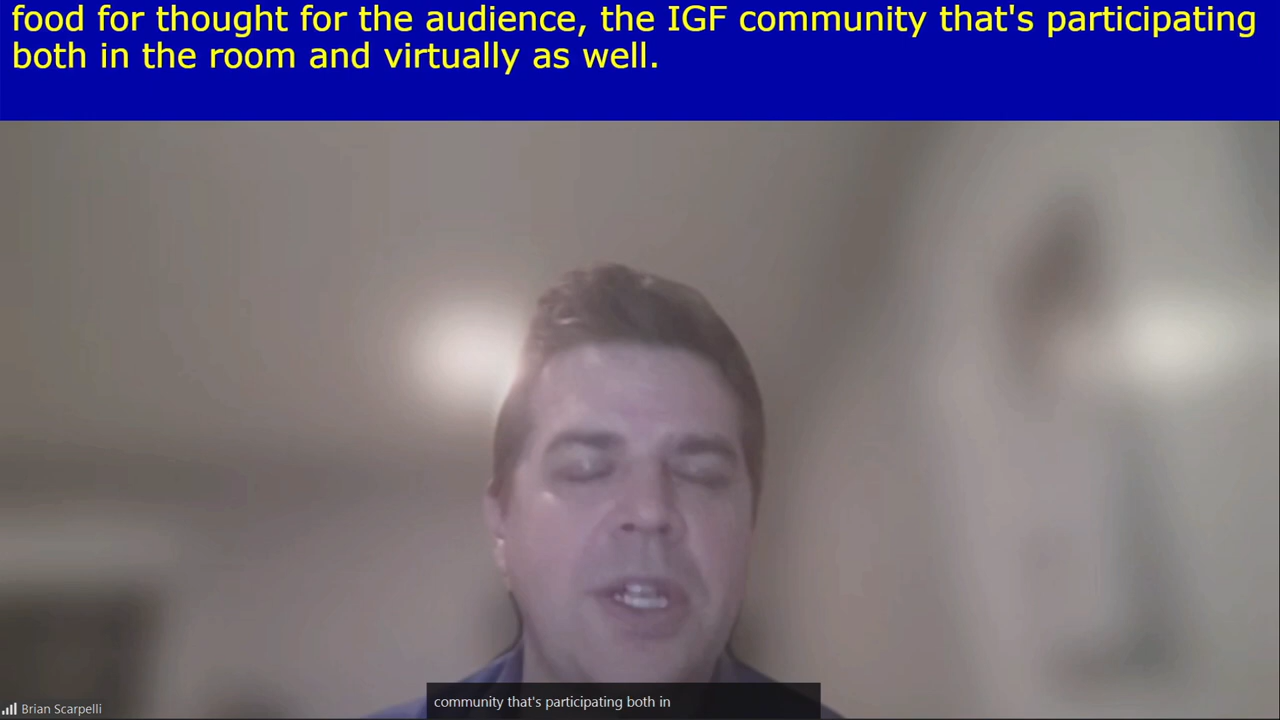 food for thought for the audience, the IGF community that's participating
both in the room and virtually as well.
community that's participating both in
Brian Scarpelli